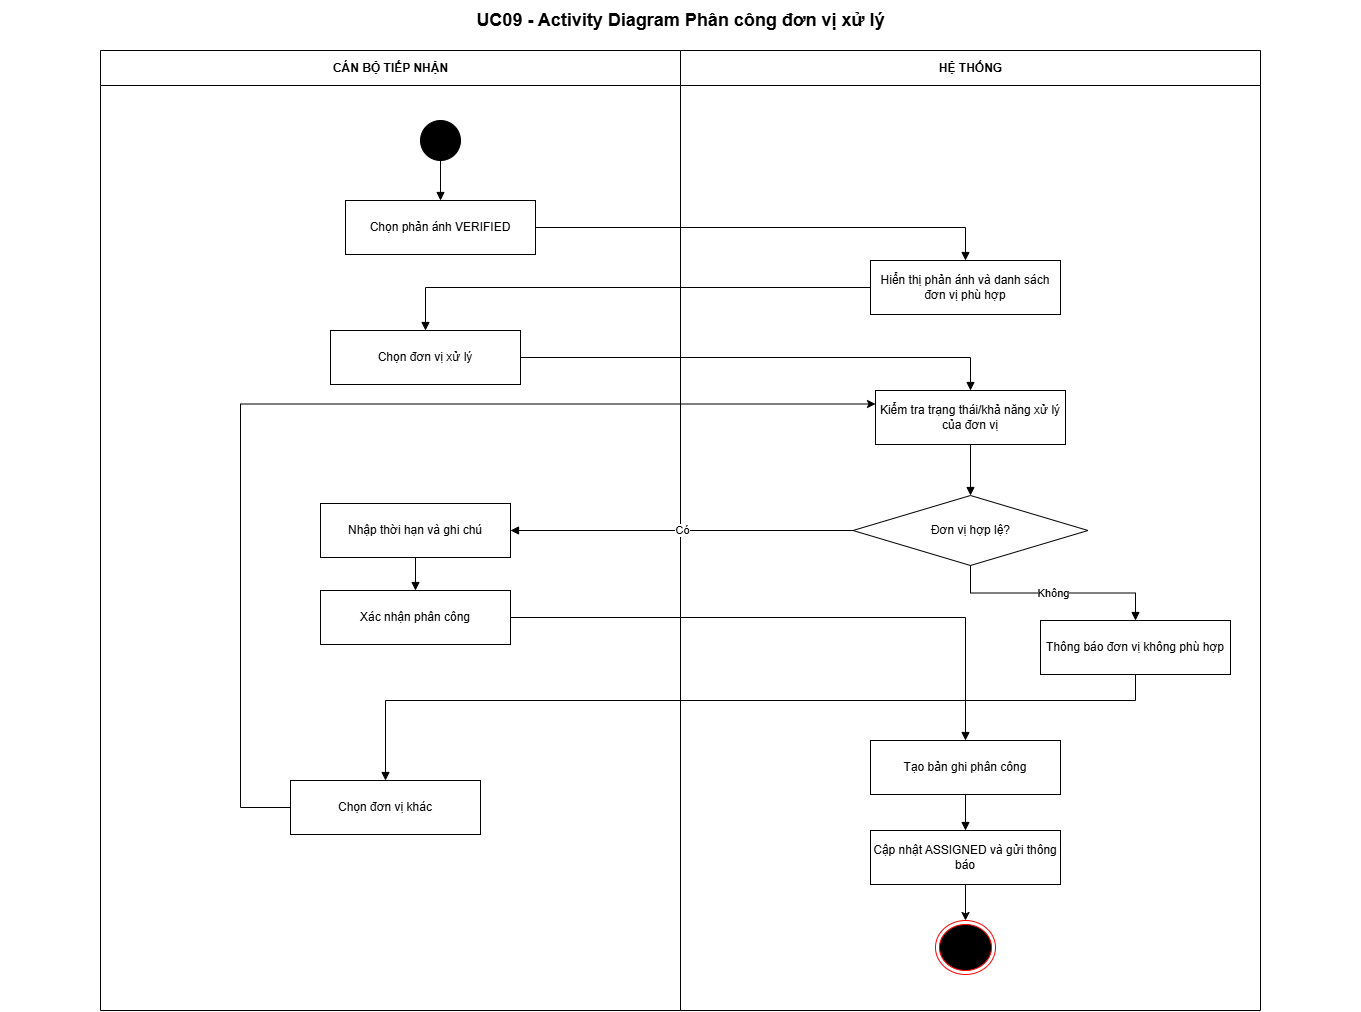 UC09 - Activity Diagram Phân công đơn vị xử lý
CÁN BỘ TIẾP NHẬN
HỆ THỐNG
Chọn phản ánh VERIFIED
Hiển thị phản ánh và danh sách
đơn vị phù hợp
Chọn đơn vị xử lý
Kiểm tra trạng thái/khả năng xử lý
của đơn vị
Nhập thời hạn và ghi chú
Có
Đơn vị hợp lệ?
Không
Xác nhận phân công
Thông báo đơn vị không phù hợp
Tạo bản ghi phân công
Chọn đơn vị khác
Cập nhật ASSIGNED và gửi thông
báo